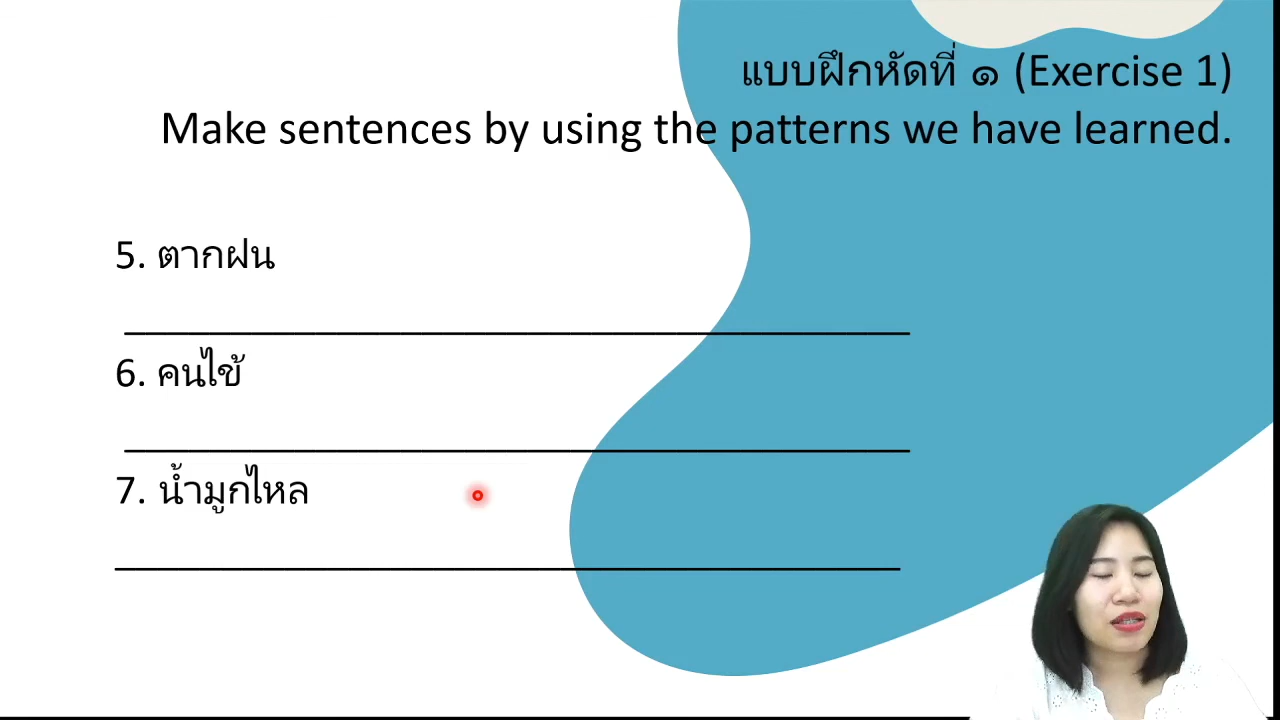 แบบฝึกหัดที่ ๑ (Exercise 1)
Make sentences by using the patterns we have learned.
5. ตากฝน
6. คนไข้
7. น้ำมูกไหล